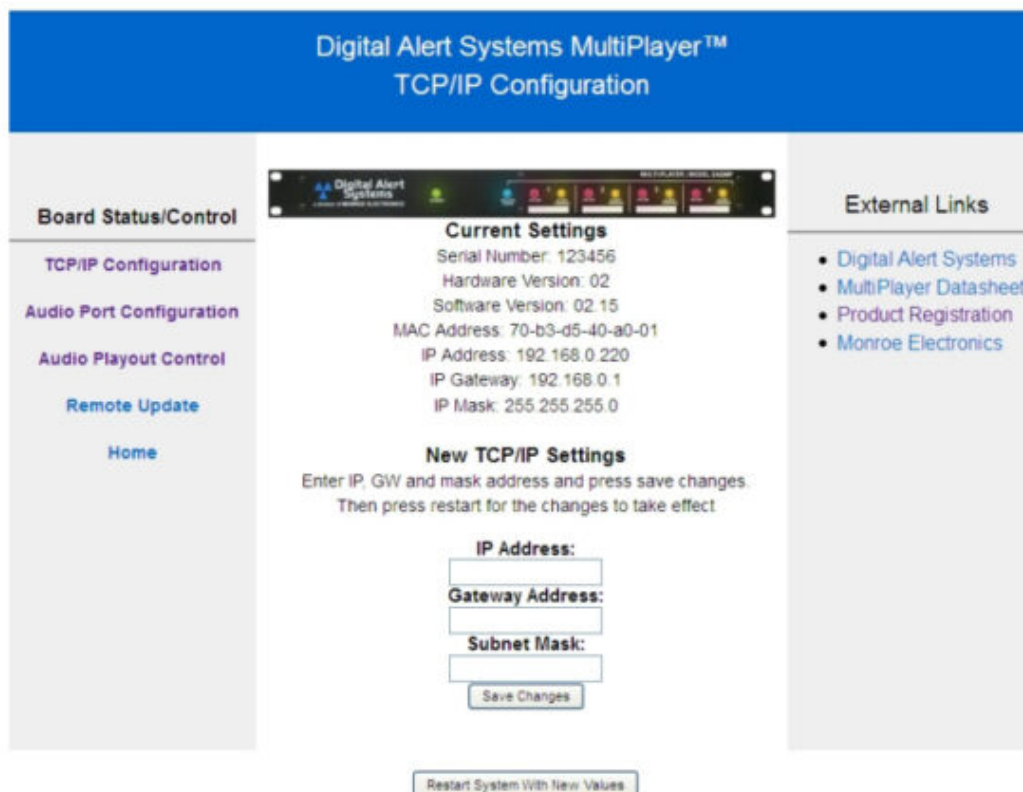 Digital Alert Systems MultiPlayer™
TCP/IP Configuration
Board Status/Control
TCP/IP Configuration
Audio Port Configuration
Audio Playout Control
Remote Update
Home
Digital Alert
Systems
Current Settings
Serial Number: 123456
Hardware Version: 02
Software Version: 02.15
MAC Address: 70-b3-d5-40-a0-01
IP Address: 192.168.0.220
IP Gateway: 192.168.0.1
IP Mask: 255.255.255.0
New TCP/IP Settings
Enter IP, GW and mask address and press save changes.
Then press restart for the changes to take effect
IP Address:
Gateway Address:
Subnet Mask:
Save Changes
Restart System With New Values
External Links
Digital Alert Systems
MultiPlayer Datasheet
Product Registration
Monroe Electronics